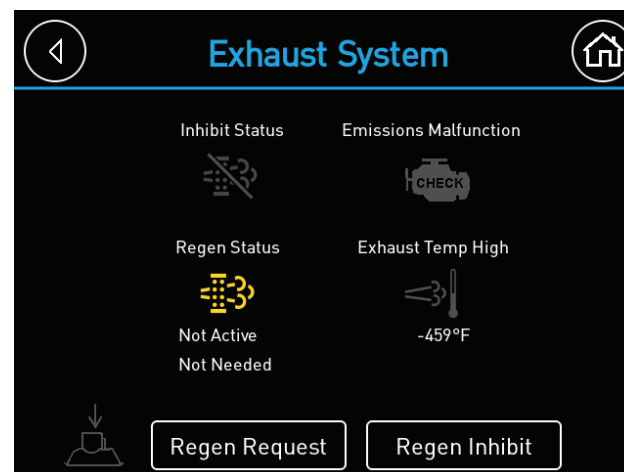 Exhaust System
Inhibit Status
Emissions Malfunction
CHECK
Regen Status
Exhaust Temp High
Not Active
-459°F
Not Needed
Regen Request
Regen Inhibit